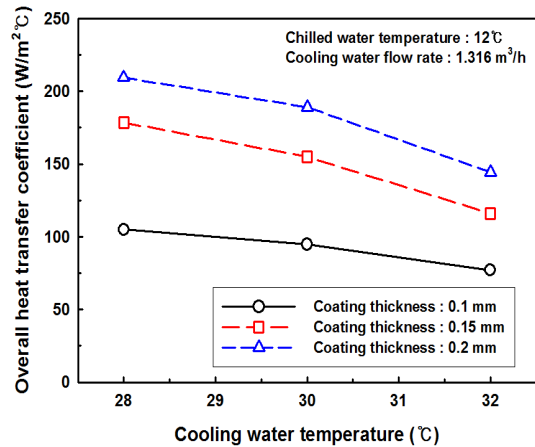 Overall heat transfer coefficient (W/m²℃)
250
200
150
100
50
0
Chilled water temperature : 12℃
Cooling water flow rate : 1.316 m³/h
Coating thickness : 0.1 mm
Coating thickness : 0.15 mm
Coating thickness : 0.2 mm
28 29 30 31 32
Cooling water temperature (℃)